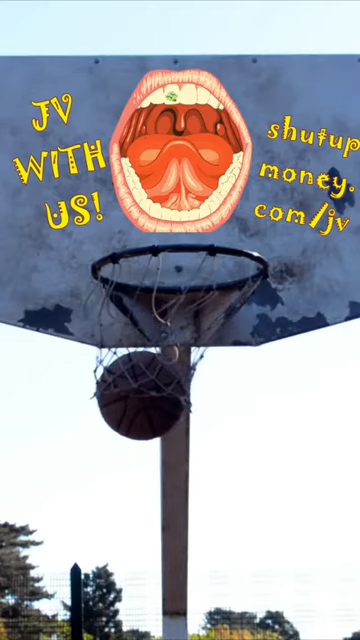 JV
WITH
US!
shutup
money.
com/jv